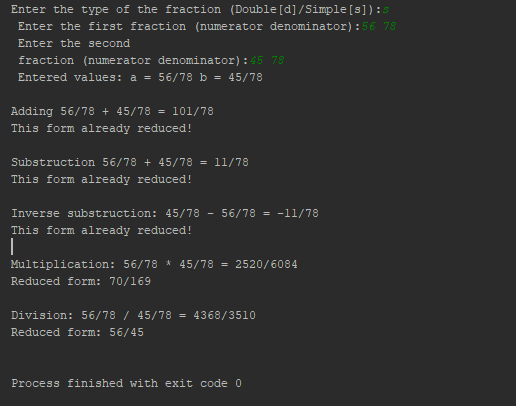 Enter the type of the fraction (Double[d]/Simple[s]):s
Enter the first fraction (numerator denominator):56 78
Enter the second
fraction (numerator denominator):45 78
Entered values: a = 56/78 b = 45/78
Adding 56/78 + 45/78 = 101/78
This form already reduced!
Substruction 56/78 + 45/78 = 11/78
This form already reduced!
Inverse substruction: 45/78 - 56/78 = -11/78
This form already reduced!
Multiplication: 56/78 * 45/78 = 2520/6084
Reduced form: 70/169
Division: 56/78 / 45/78 = 4368/3510
Reduced form: 56/45
Process finished with exit code 0